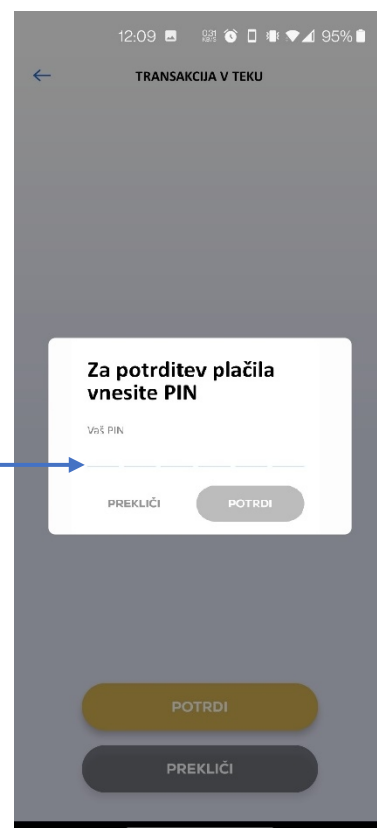 12:09 95%
TRANSAKCIJA V TEKU
Za potrditev plačila
vnesite PIN
Vaš PIN
PREKLIČI POTRDI
POTRDI
PREKLIČI